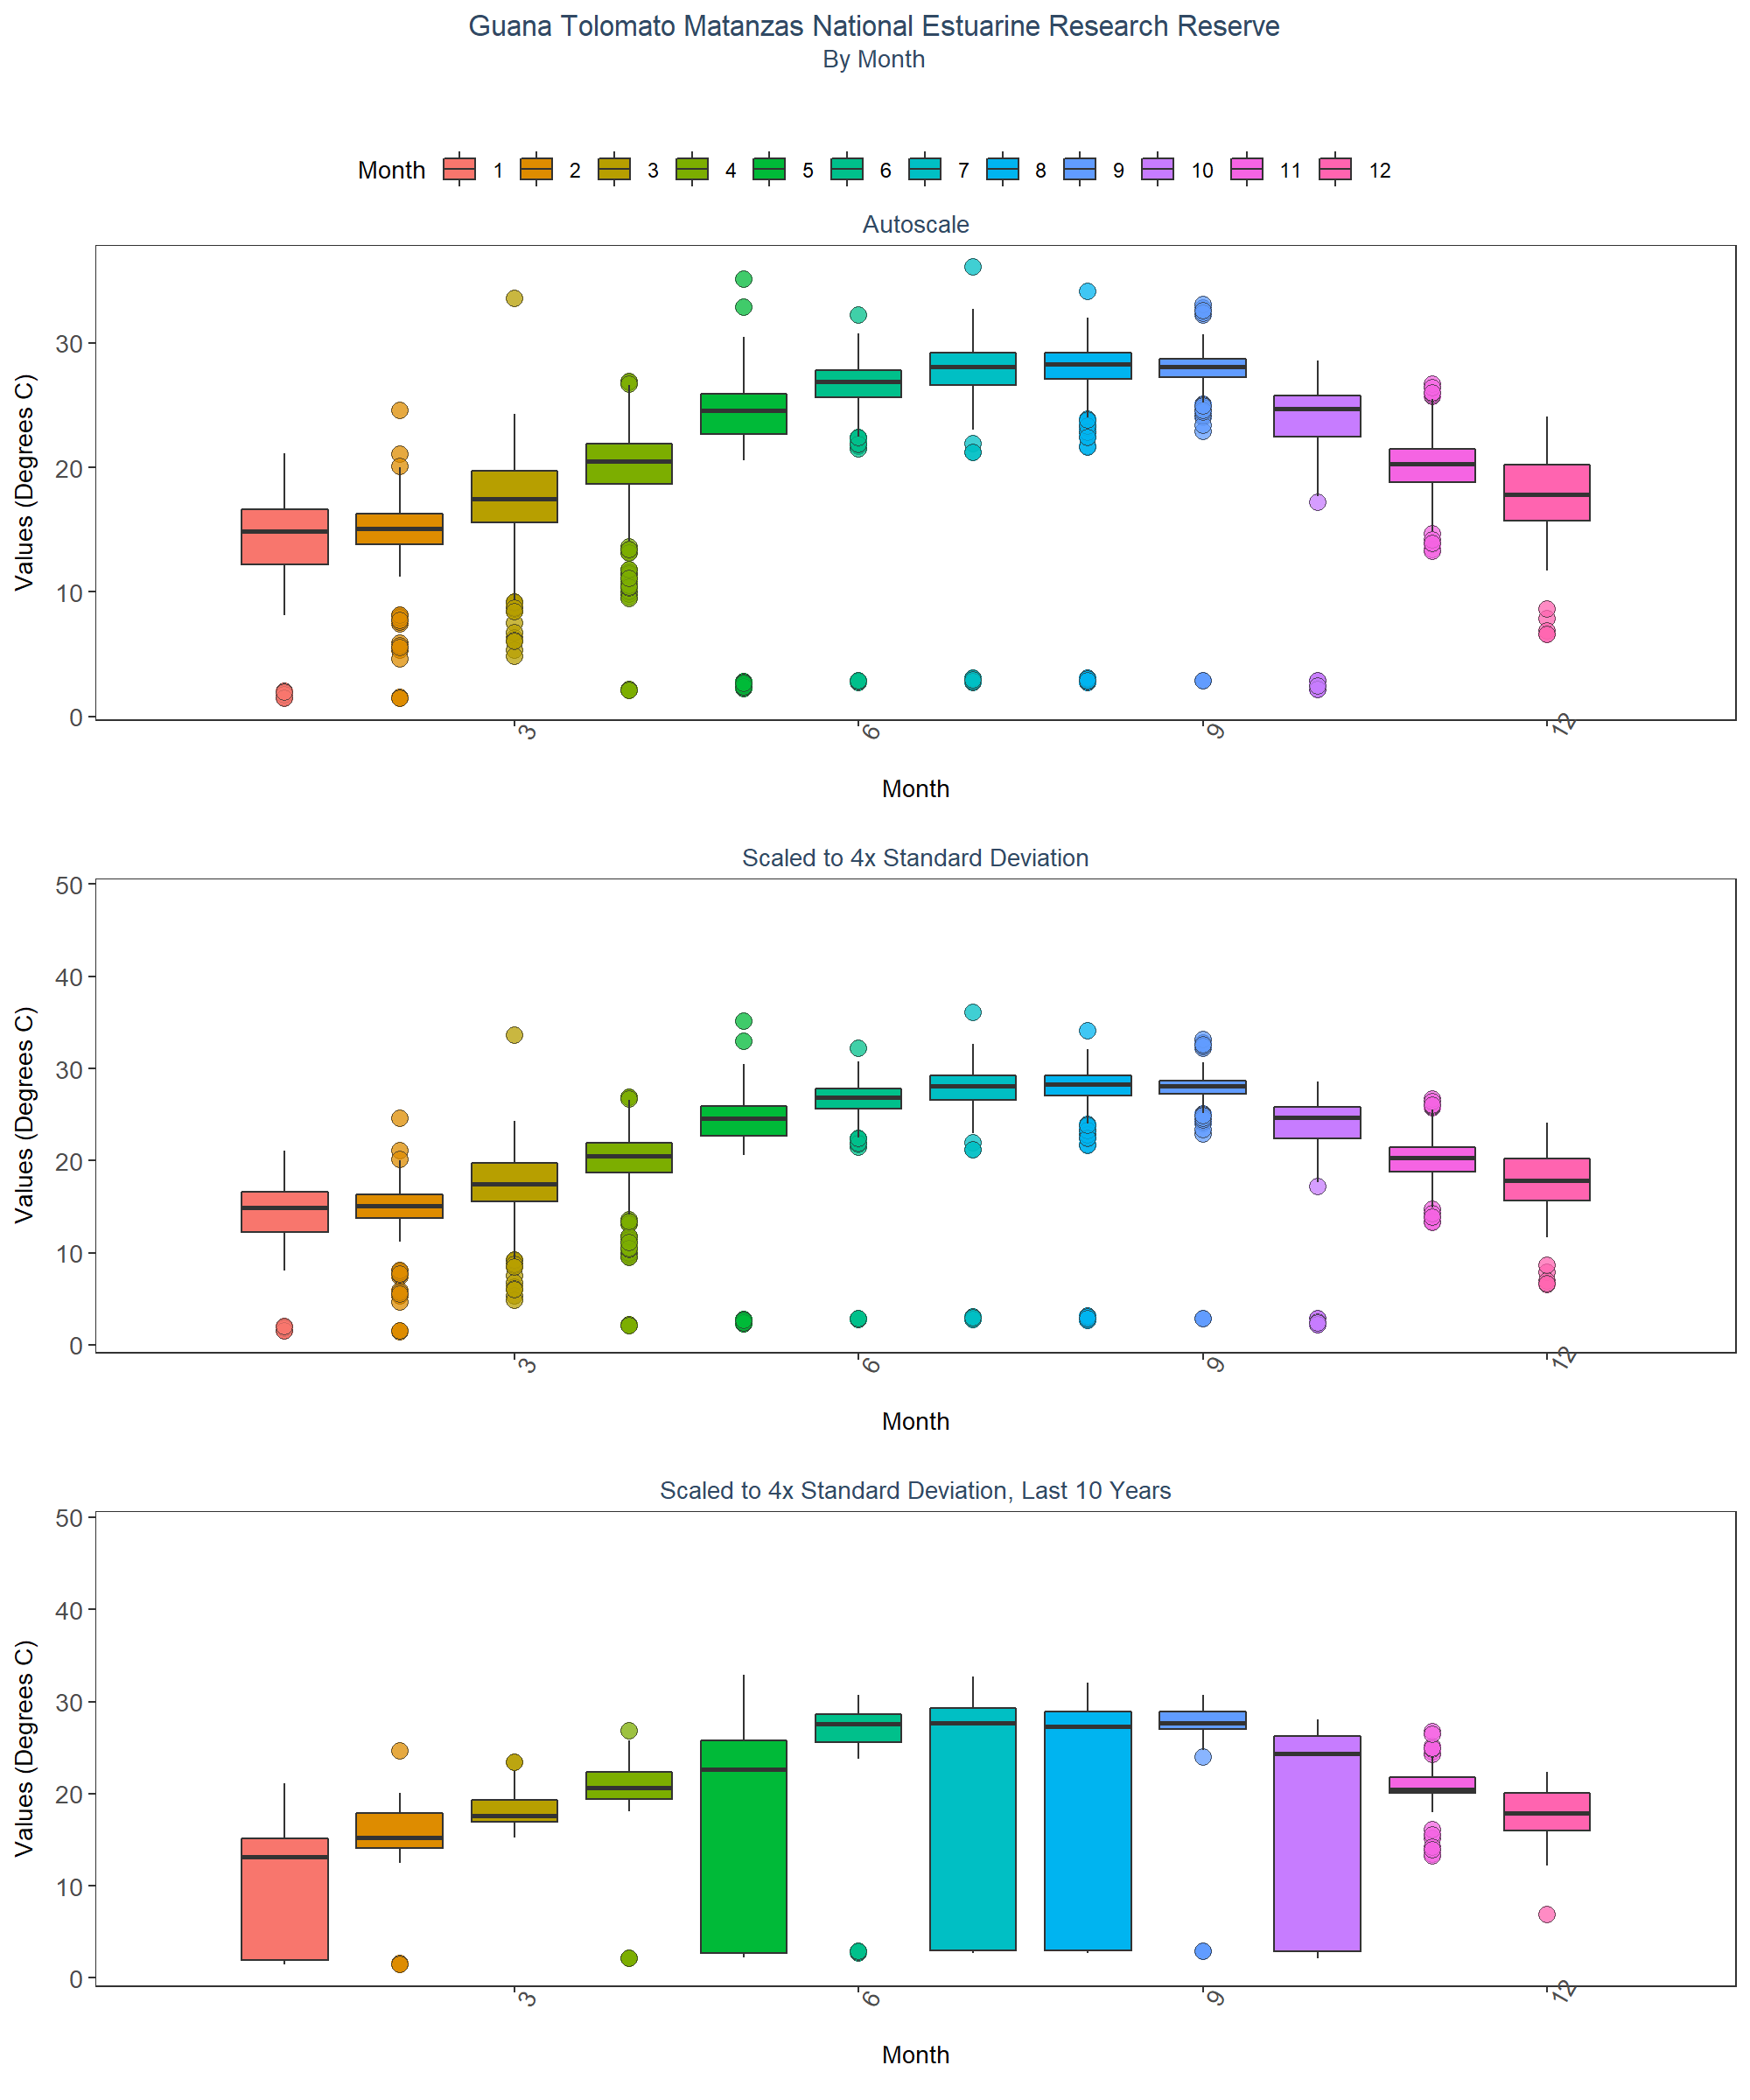 Guana Tolomato Matanzas National Estuarine Research Reserve
By Month
Month 1 2 3 4 5 6 7 8 9 10 11 12
Autoscale
Values (Degrees C)
30
20
10
0
3 6 9 12
Month
Scaled to 4x Standard Deviation
Values (Degrees C)
50
40
30
20
10
0
3 6 9 12
Month
Scaled to 4x Standard Deviation, Last 10 Years
Values (Degrees C)
50
40
30
20
10
0
3 6 9 12
Month